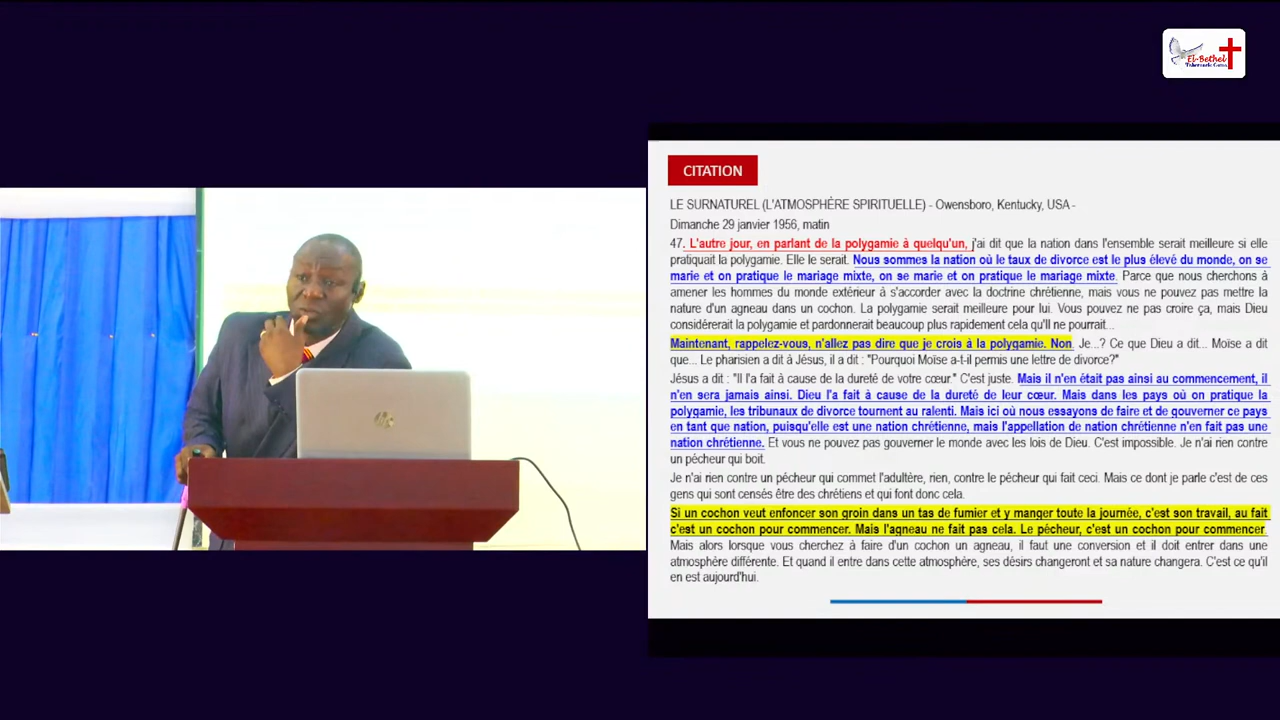 El-Bethel
CITATION
LE SURNATUREL (L'ATMOSPHÈRE SPIRITUELLE) - Owensboro, Kentucky, USA -
Dimanche 29 janvier 1956, matin
47. L'autre jour, en parlant de la polygamie à quelqu'un, j'ai dit que la nation dans l'ensemble serait meilleure si elle
pratiquait la polygamie. Elle le serait. Nous sommes la nation où le taux de divorce est le plus élevé du monde, on se
marie et on pratique le mariage mixte, on se marie et on pratique le mariage mixte. Parce que nous cherchons à
amener les hommes du monde extérieur à s'accorder avec la doctrine chrétienne, mais vous ne pouvez pas mettre la
nature d'un agneau dans un cochon. La polygamie serait meilleure pour lui. Vous pouvez ne pas croire ça, mais Dieu
considérerait la polygamie et pardonnerait beaucoup plus rapidement cela qu'Il ne pourrait...
Maintenant, rappelez-vous, n'allez pas dire que je crois à la polygamie. Non. Je...? Ce que Dieu a dit... Moïse a dit
que... Le pharisien a dit à Jésus, il a dit : "Pourquoi Moïse a-t-il permis une lettre de divorce?"
Jésus a dit : "Il l'a fait à cause de la dureté de votre cœur." C'est juste. Mais il n'en était pas ainsi au commencement, il
n'en sera jamais ainsi. Dieu l'a fait à cause de la dureté de leur cœur. Mais dans les pays où on pratique la
polygamie, les tribunaux de divorce tournent au ralenti. Mais ici où nous essayons de faire et de gouverner ce pays
en tant que nation, puisqu'elle est une nation chrétienne, mais l'appellation de nation chrétienne n'en fait pas une
nation chrétienne. Et vous ne pouvez pas gouverner le monde avec les lois de Dieu. C'est impossible. Je n'ai rien contre
un pécheur qui boit.
Je n'ai rien contre un pécheur qui commet l'adultère, rien, contre le pécheur qui fait ceci. Mais ce dont je parle c'est de ces
gens qui sont censés être des chrétiens et qui font donc cela.
Si un cochon veut enfoncer son groin dans un tas de fumier et y manger toute la journée, c'est son travail, au fait
c'est un cochon pour commencer. Mais l'agneau ne fait pas cela. Le pécheur, c'est un cochon pour commencer.
Mais alors lorsque vous cherchez à faire d'un cochon un agneau, il faut une conversion et il doit entrer dans une
atmosphère différente. Et quand il entre dans cette atmosphère, ses désirs changeront et sa nature changera. C'est ce qu'il
en est aujourd'hui.
hp